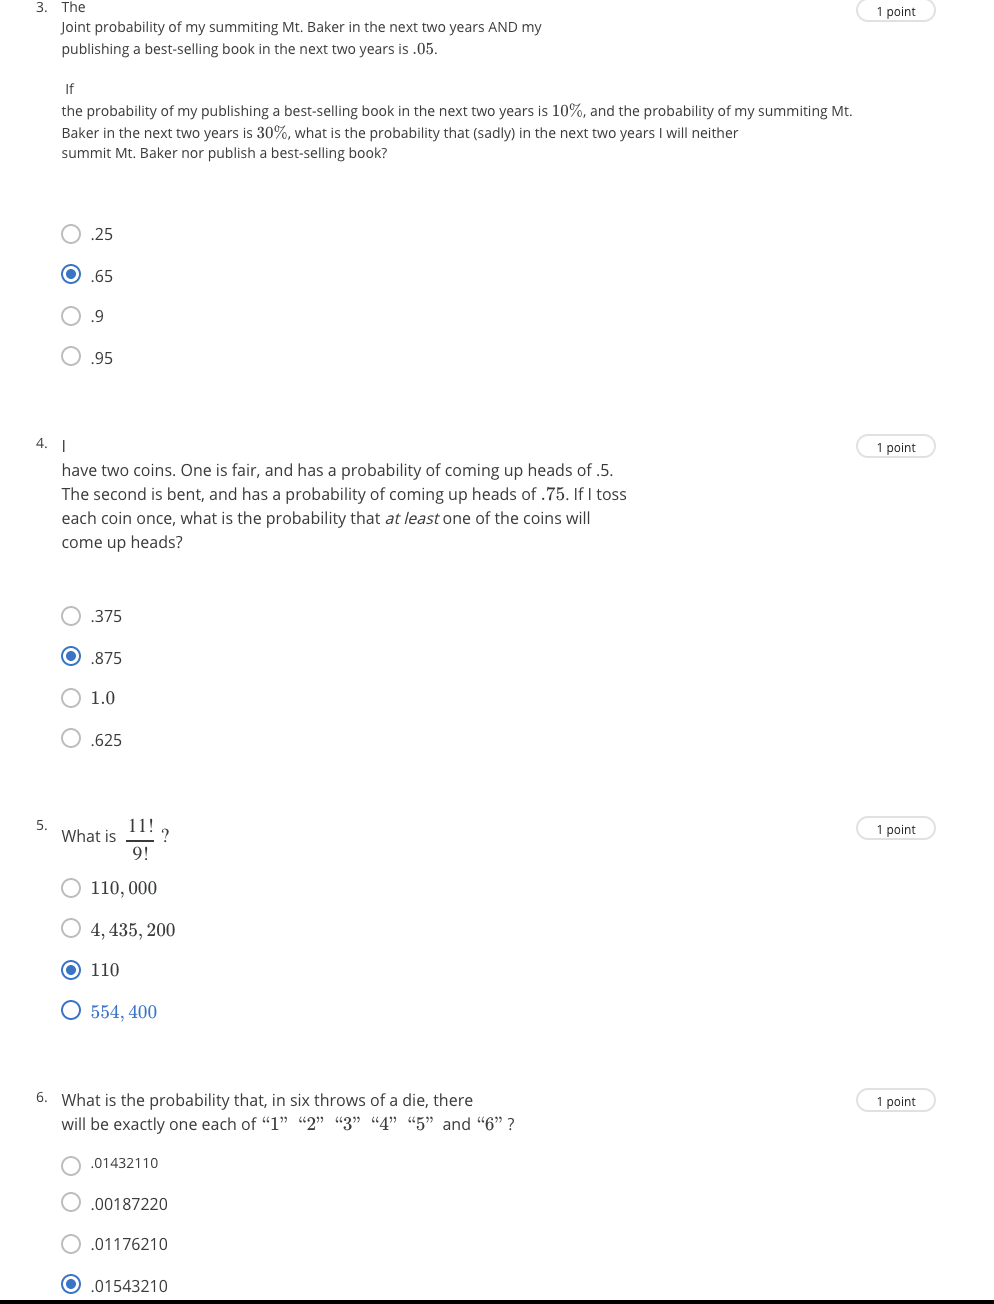 3. The
1 point
Joint probability of my summiting Mt. Baker in the next two years AND my
publishing a best-selling book in the next two years is .05.
If
the probability of my publishing a best-selling book in the next two years is 10%, and the probability of my summiting Mt.
Baker in the next two years is 30%, what is the probability that (sadly) in the next two years I will neither
summit Mt. Baker nor publish a best-selling book?
.25
.65
.9
.95
4. I
1 point
have two coins. One is fair, and has a probability of coming up heads of .5.
The second is bent, and has a probability of coming up heads of .75. If I toss
each coin once, what is the probability that at least one of the coins will
come up heads?
.375
.875
1.0
.625
5. What is 11!/9! ?
1 point
110, 000
4, 435, 200
110
554, 400
6. What is the probability that, in six throws of a die, there
1 point
will be exactly one each of “1” “2” “3” “4” “5” and “6” ?
.01432110
.00187220
.01176210
.01543210